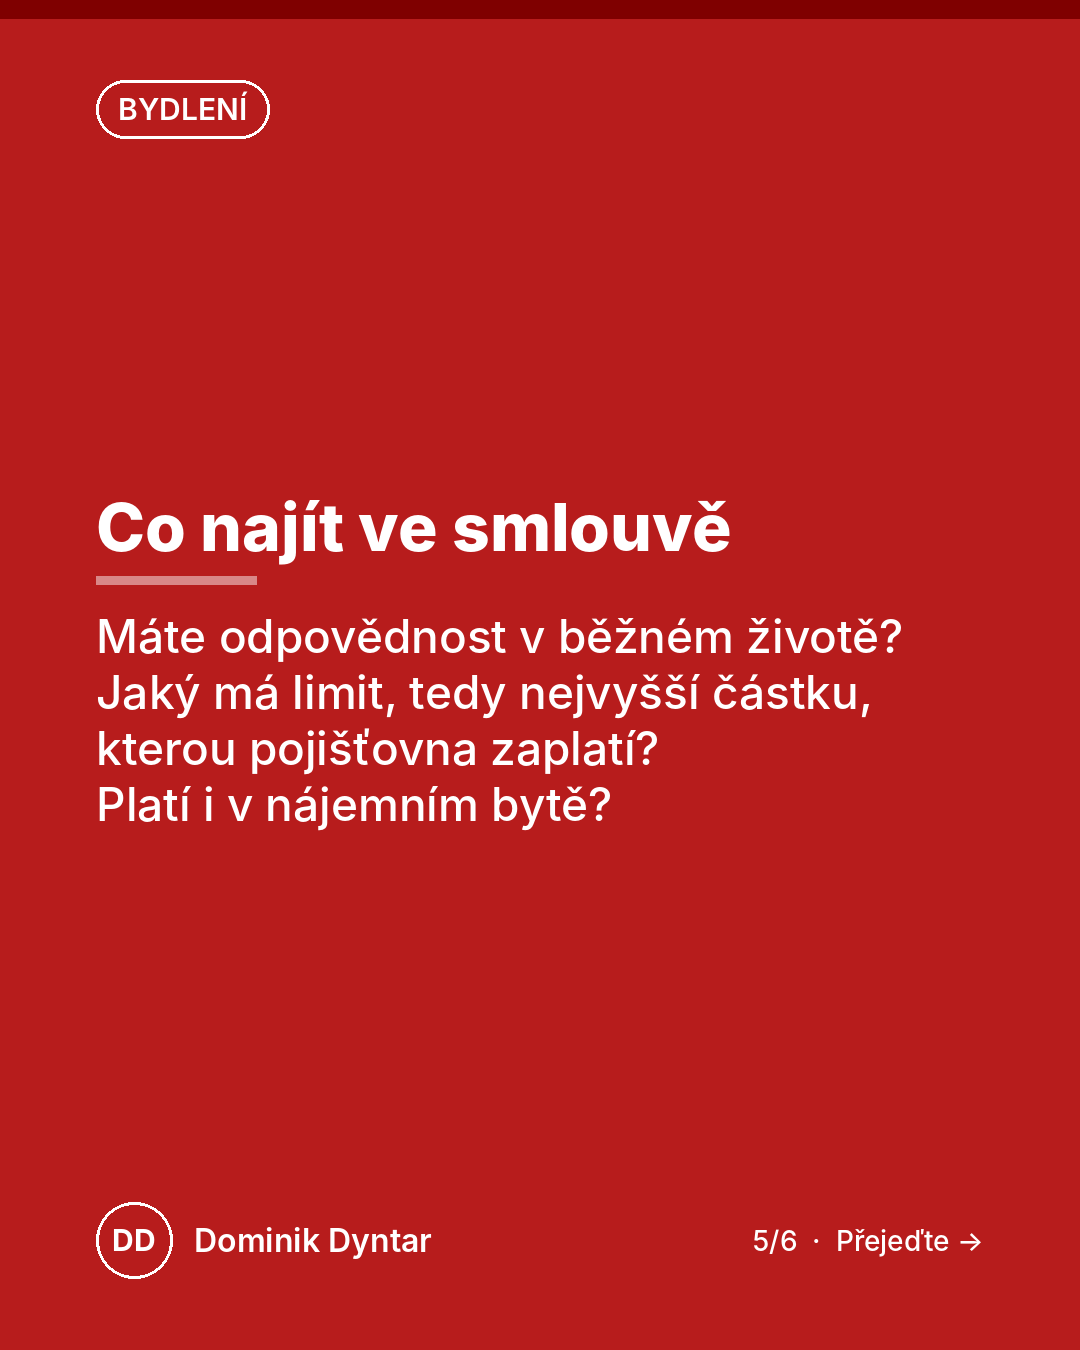 BYDLENÍ
Co najít ve smlouvě
Máte odpovědnost v běžném životě?
Jaký má limit, tedy nejvyšší částku,
kterou pojišťovna zaplatí?
Platí i v nájemním bytě?
DD Dominik Dyntar
5/6 · Přejeďte →